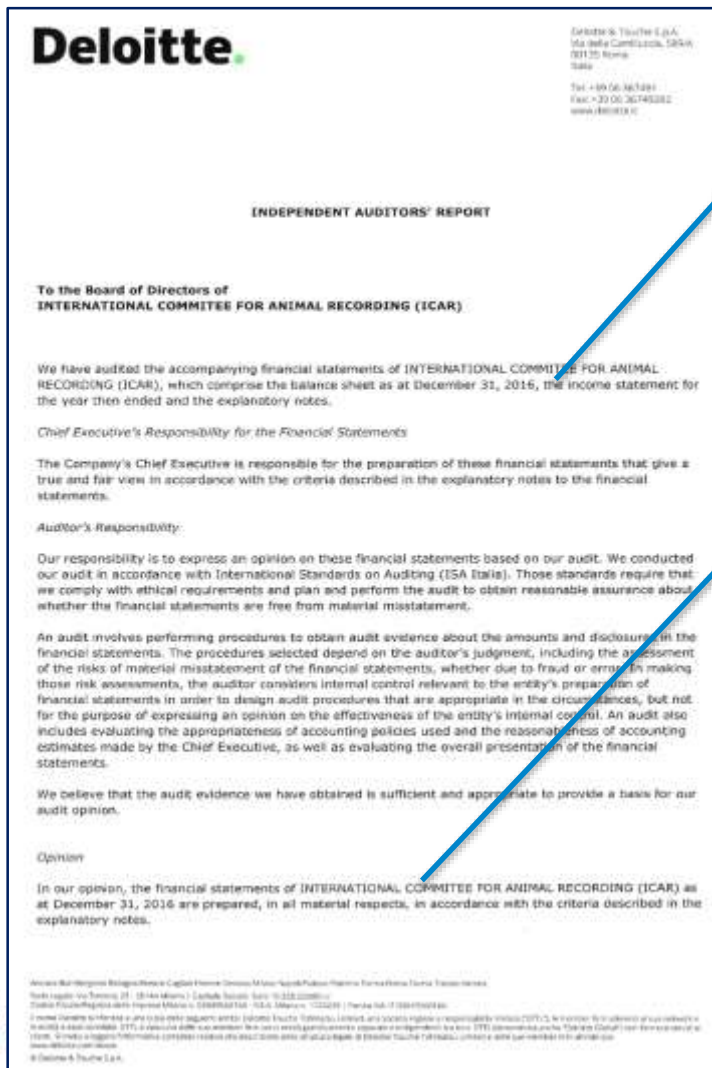 Deloitte.
Deloitte & Touche S.p.A.
Via della Camilluccia, 589/A
00135 Roma
Italia
www.deloitte.it
INDEPENDENT AUDITORS' REPORT
To the Board of Directors of
INTERNATIONAL COMMITEE FOR ANIMAL RECORDING (ICAR)
We have audited the accompanying financial statements of INTERNATIONAL COMMITEE FOR ANIMAL
RECORDING (ICAR), which comprise the balance sheet as at December 31, 2016, the income statement for
the year then ended and the explanatory notes.
Chief Executive's Responsibility for the Financial Statements
The Company's Chief Executive is responsible for the preparation of these financial statements that give a
true and fair view in accordance with the criteria described in the explanatory notes to the financial
statements.
Auditor's Responsibility
Our responsibility is to express an opinion on these financial statements based on our audit. We conducted
our audit in accordance with International Standards on Auditing (ISA Italia). Those standards require that
we comply with ethical requirements and plan and perform the audit to obtain reasonable assurance about
whether the financial statements are free from material misstatement.
An audit involves performing procedures to obtain audit evidence about the amounts and disclosures in the
financial statements. The procedures selected depend on the auditor's judgment, including the assessment
of the risks of material misstatement of the financial statements, whether due to fraud or error. In making
those risk assessments, the auditor considers internal control relevant to the entity's preparation of
financial statements in order to design audit procedures that are appropriate in the circumstances, but not
for the purpose of expressing an opinion on the effectiveness of the entity's internal control. An audit also
includes evaluating the appropriateness of accounting policies used and the reasonableness of accounting
estimates made by the Chief Executive, as well as evaluating the overall presentation of the financial
statements.
We believe that the audit evidence we have obtained is sufficient and appropriate to provide a basis for our
audit opinion.
Opinion
In our opinion, the financial statements of INTERNATIONAL COMMITEE FOR ANIMAL RECORDING (ICAR) as
at December 31, 2016 are prepared, in all material respects, in accordance with the criteria described in the
explanatory notes.
© Deloitte & Touche S.p.A.